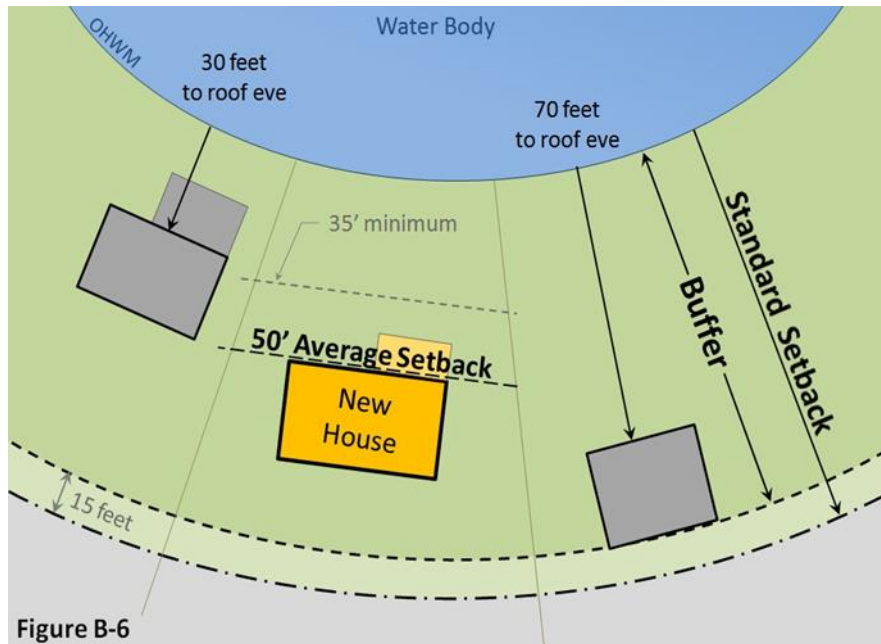 Water Body
OHWM
30 feet
to roof eve
70 feet
to roof eve
35’ minimum
Standard Setback
Buffer
50’ Average Setback
New
House
15 feet
Figure B-6